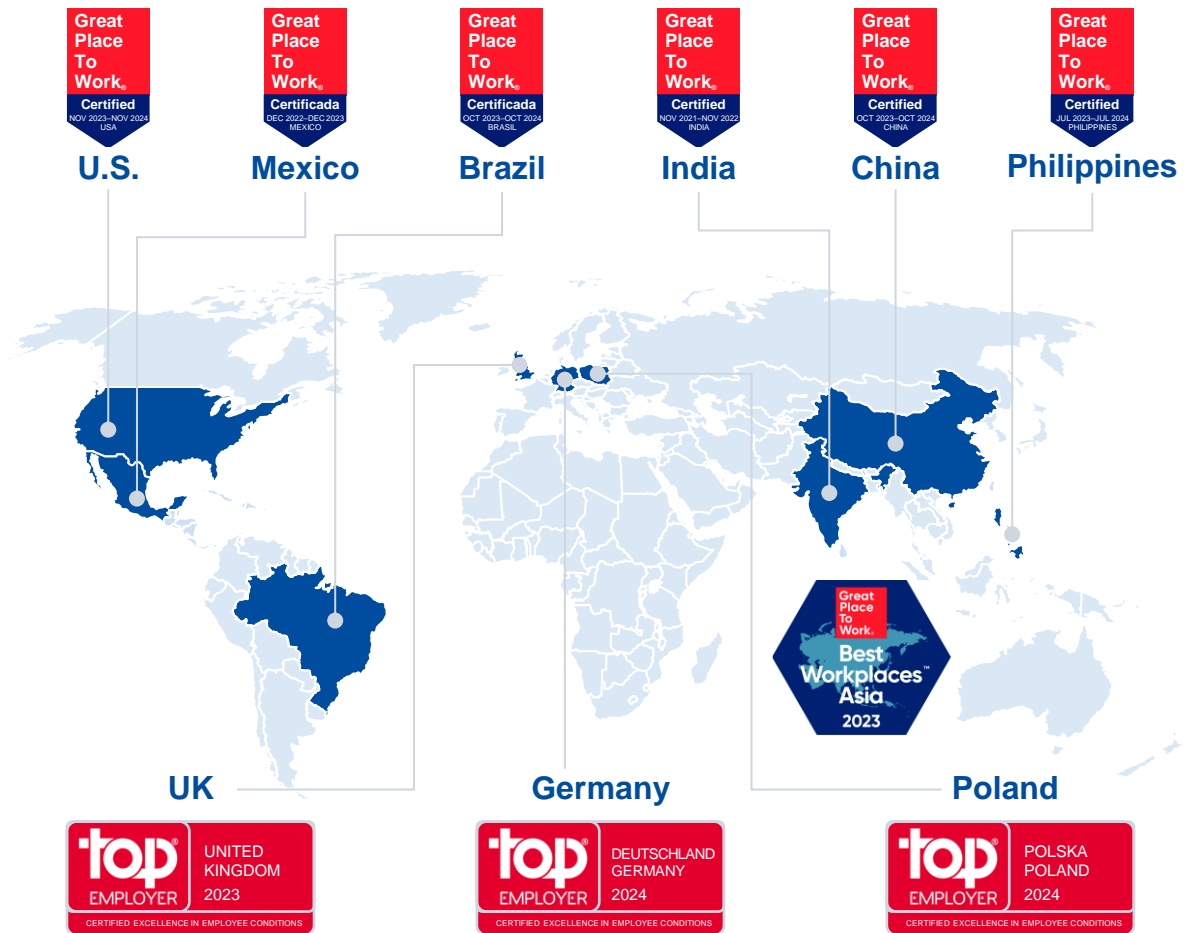 Great
Place
To
Work®
Certified
NOV 2023–NOV 2024
USA
U.S.
Great
Place
To
Work®
Certificada
DEC 2022–DEC 2023
MEXICO
Mexico
Great
Place
To
Work®
Certificada
OCT 2023–OCT 2024
BRASIL
Brazil
Great
Place
To
Work®
Certified
NOV 2021–NOV 2022
INDIA
India
Great
Place
To
Work®
Certified
OCT 2023–OCT 2024
CHINA
China
Great
Place
To
Work®
Certified
JUL 2023–JUL 2024
PHILIPPINES
Philippines
Great
Place
To
Work®
Best
Workplaces™
Asia
2023
UK
top®
EMPLOYER
UNITED
KINGDOM
2023
CERTIFIED EXCELLENCE IN EMPLOYEE CONDITIONS
Germany
top®
EMPLOYER
DEUTSCHLAND
GERMANY
2024
CERTIFIED EXCELLENCE IN EMPLOYEE CONDITIONS
Poland
top®
EMPLOYER
POLSKA
POLAND
2024
CERTIFIED EXCELLENCE IN EMPLOYEE CONDITIONS